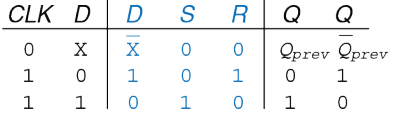 CLK D D S R Q Q
0 X X̅ 0 0 Qprev Q̅prev
1 0 1 0 1 0 1
1 1 0 1 0 1 0